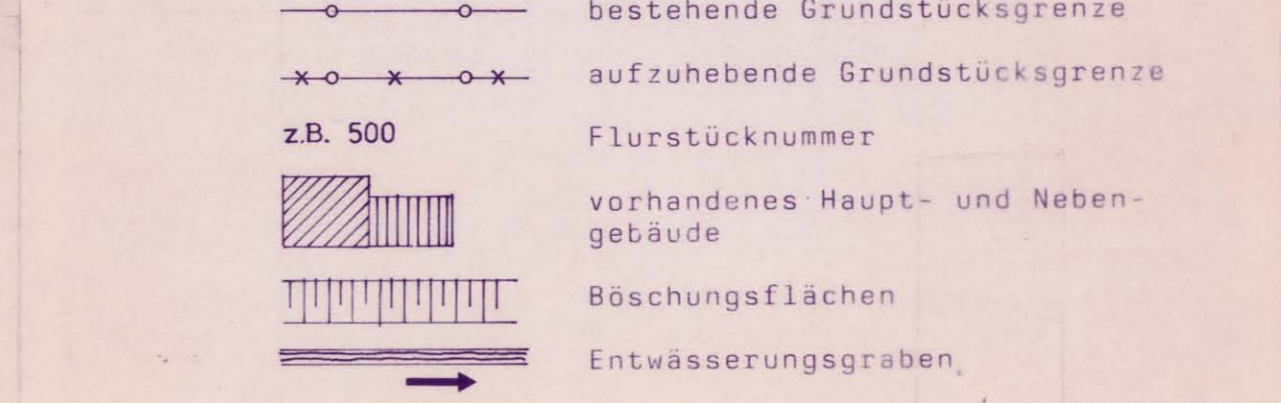 bestehende Grundstücksgrenze
aufzuhebende Grundstücksgrenze
z.B. 500 Flurstücknummer
vorhandenes Haupt- und Neben-
gebäude
Böschungsflächen
Entwässerungsgraben